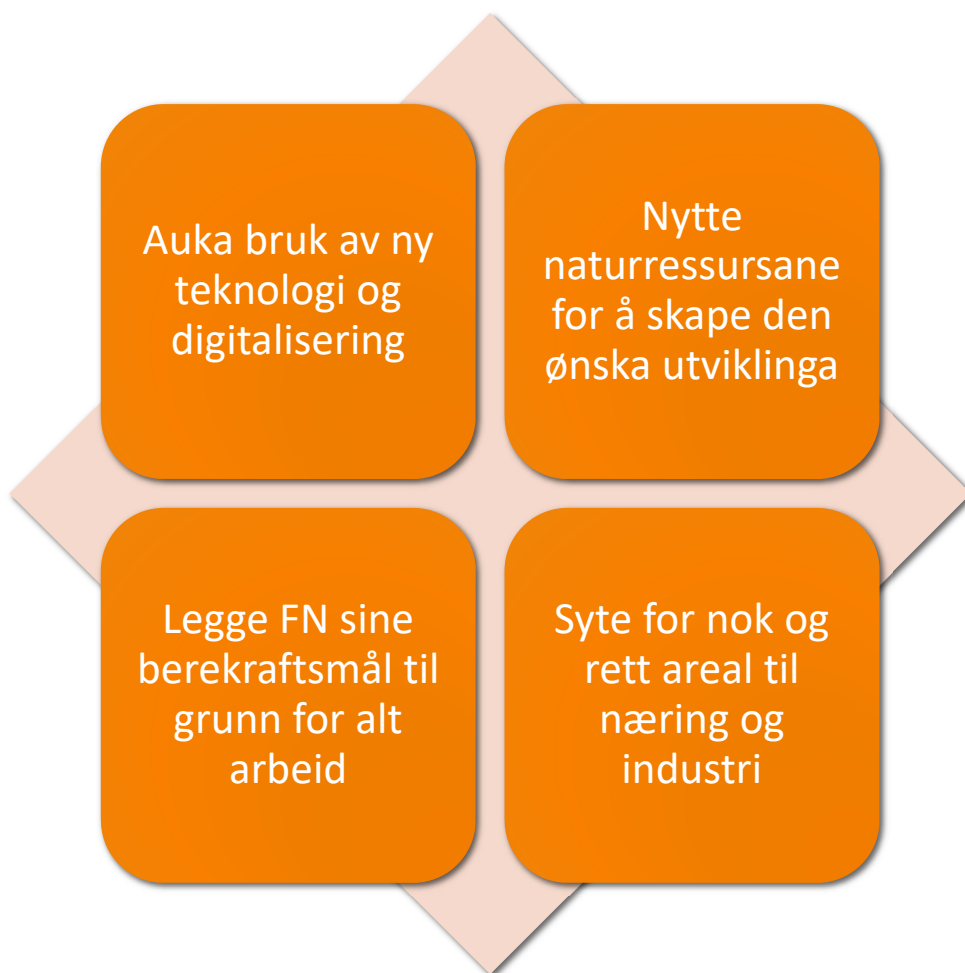 Auka bruk av ny
teknologi og
digitalisering
Nytte
naturressursane
for å skape den
ønska utviklinga
Legge FN sine
berekraftsmål til
grunn for alt
arbeid
Syte for nok og
rett areal til
næring og
industri